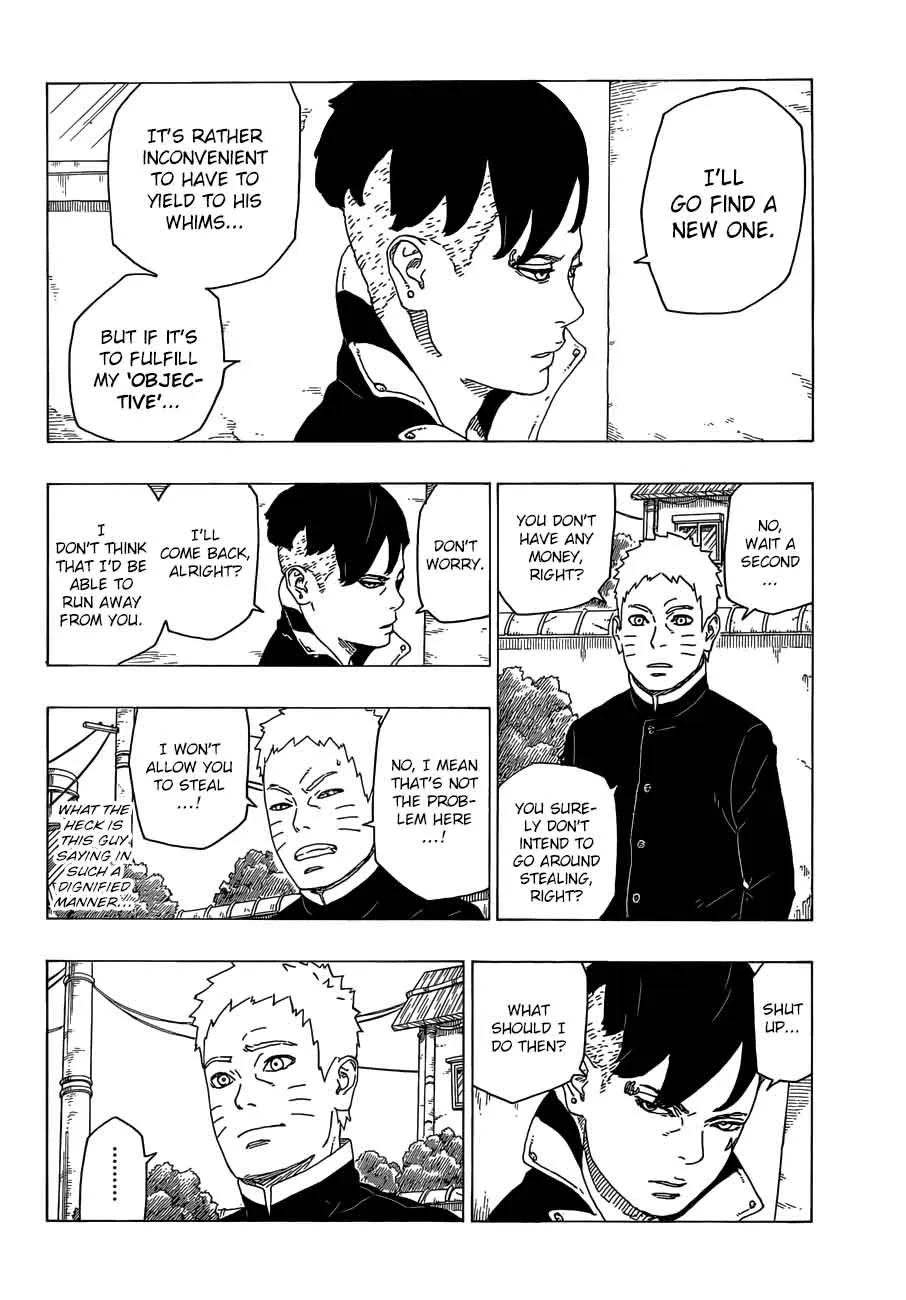 I'LL
GO FIND A
NEW ONE.
IT'S RATHER
INCONVENIENT
TO HAVE TO
YIELD TO HIS
WHIMS...
BUT IF IT'S
TO FULFILL
MY 'OBJEC-
TIVE'...
NO,
WAIT A
SECOND
...
YOU DON'T
HAVE ANY
MONEY,
RIGHT?
YOU SURE-
LY DON'T
INTEND TO
GO AROUND
STEALING,
RIGHT?
DON'T
WORRY.
I'LL
COME BACK,
ALRIGHT?
I
DON'T THINK
THAT I'D BE
ABLE TO
RUN AWAY
FROM YOU.
NO, I MEAN
THAT'S NOT
THE PROB-
LEM HERE
...!
I WON'T
ALLOW YOU
TO STEAL
...!
WHAT THE
HECK IS
THIS GUY
SAYING IN
SUCH A
DIGNIFIED
MANNER...
SHUT
UP...
WHAT
SHOULD I
DO THEN?
.........